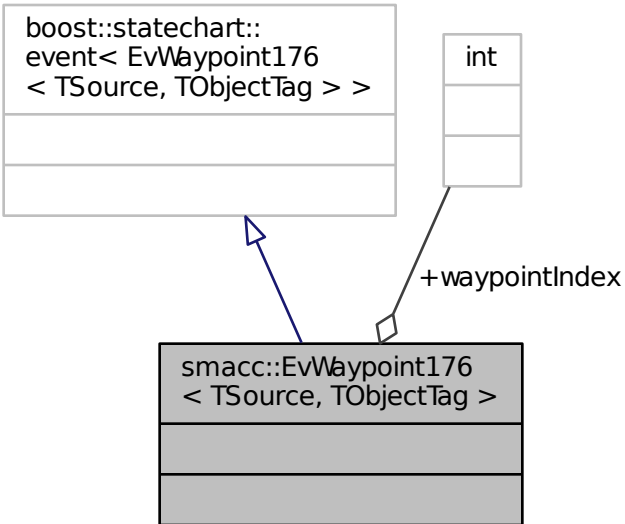 boost::statechart::
event< EvWaypoint176
< TSource, TObjectTag > >
int
+waypointIndex
smacc::EvWaypoint176
< TSource, TObjectTag >